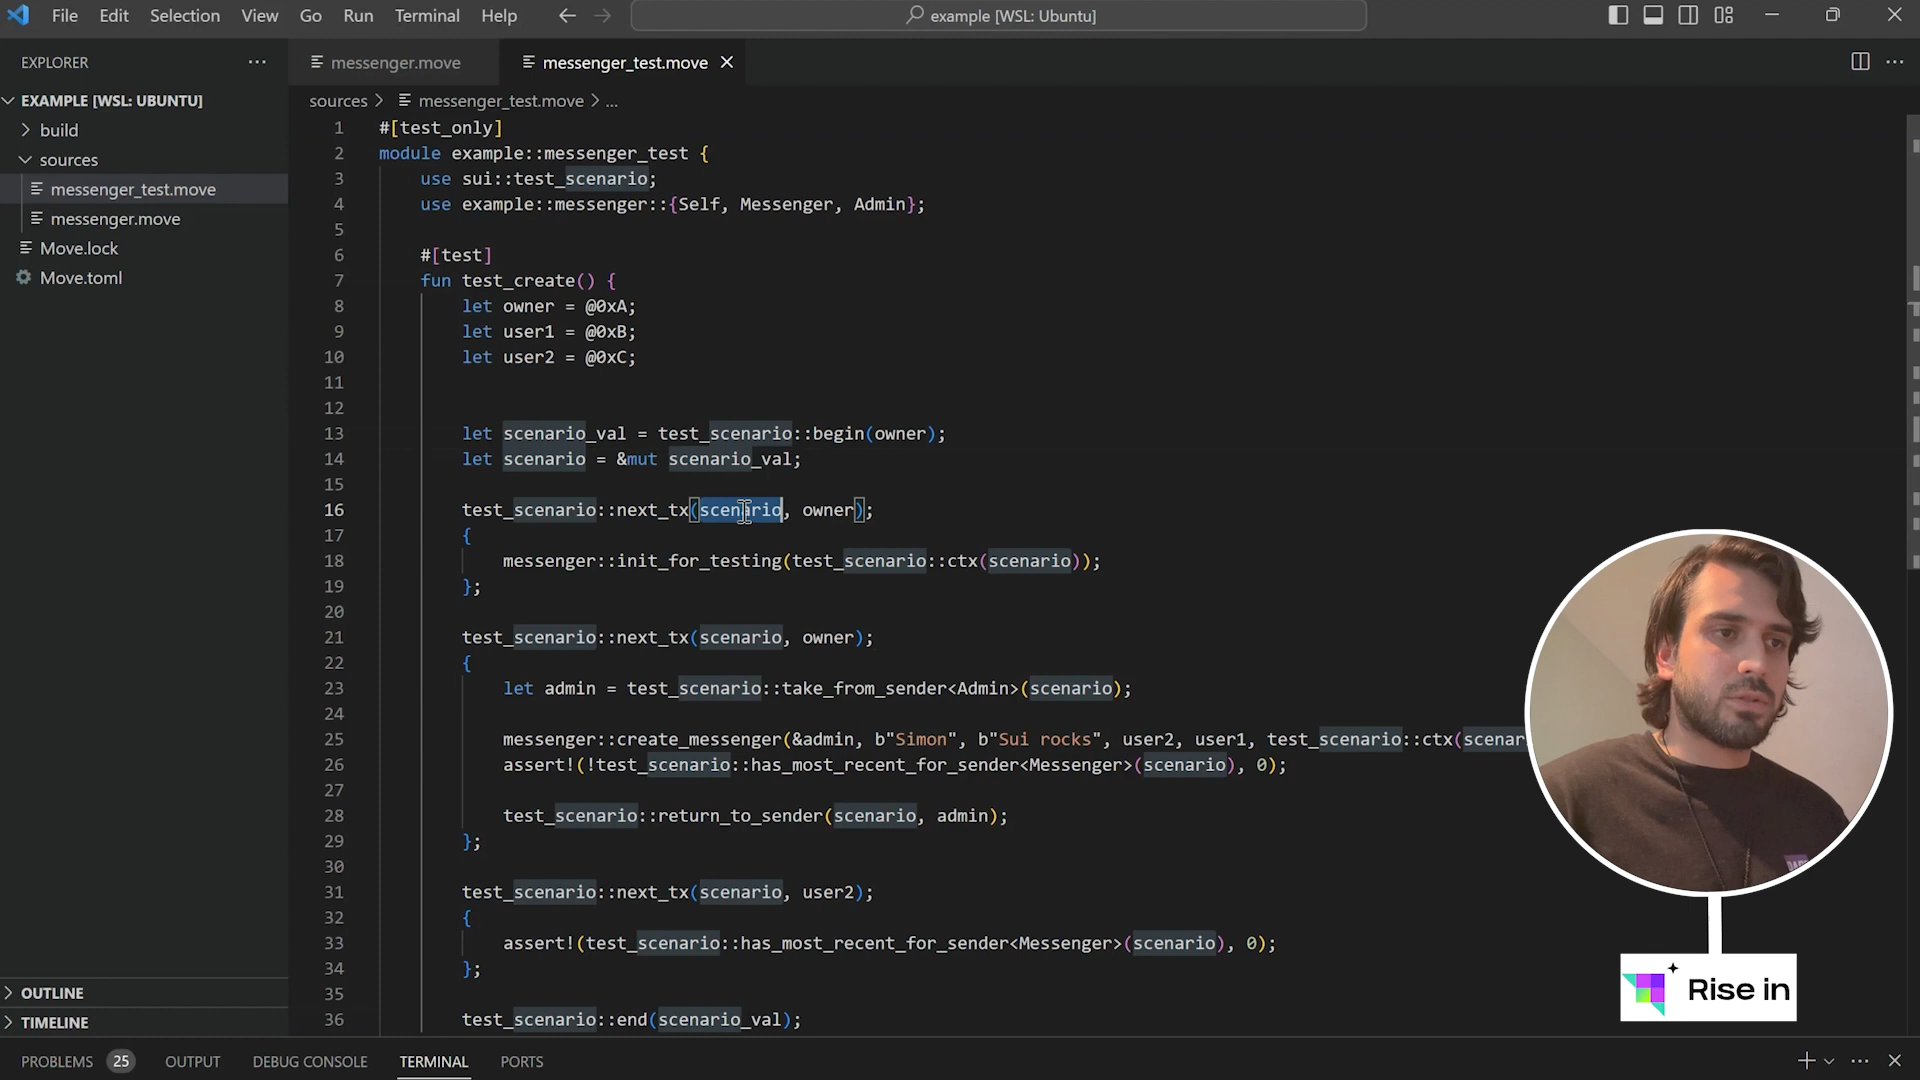 File Edit Selection View Go Run Terminal Help
example [WSL: Ubuntu]
EXPLORER
messenger.move
messenger_test.move
EXAMPLE [WSL: UBUNTU]
build
sources
messenger_test.move
messenger.move
Move.lock
Move.toml
OUTLINE
TIMELINE
sources > messenger_test.move > ...
1 #[test_only]
2 module example::messenger_test {
3 use sui::test_scenario;
4 use example::messenger::{Self, Messenger, Admin};
5
6 #[test]
7 fun test_create() {
8 let owner = @0xA;
9 let user1 = @0xB;
10 let user2 = @0xC;
11
12
13 let scenario_val = test_scenario::begin(owner);
14 let scenario = &mut scenario_val;
15
16 test_scenario::next_tx(scenario, owner);
17 {
18 messenger::init_for_testing(test_scenario::ctx(scenario));
19 };
20
21 test_scenario::next_tx(scenario, owner);
22 {
23 let admin = test_scenario::take_from_sender<Admin>(scenario);
24
25 messenger::create_messenger(&admin, b"Simon", b"Sui rocks", user2, user1, test_scenario::ctx(scenar
26 assert!(!test_scenario::has_most_recent_for_sender<Messenger>(scenario), 0);
27
28 test_scenario::return_to_sender(scenario, admin);
29 };
30
31 test_scenario::next_tx(scenario, user2);
32 {
33 assert!(test_scenario::has_most_recent_for_sender<Messenger>(scenario), 0);
34 };
35
36 test_scenario::end(scenario_val);
Rise in
PROBLEMS 25 OUTPUT DEBUG CONSOLE TERMINAL PORTS